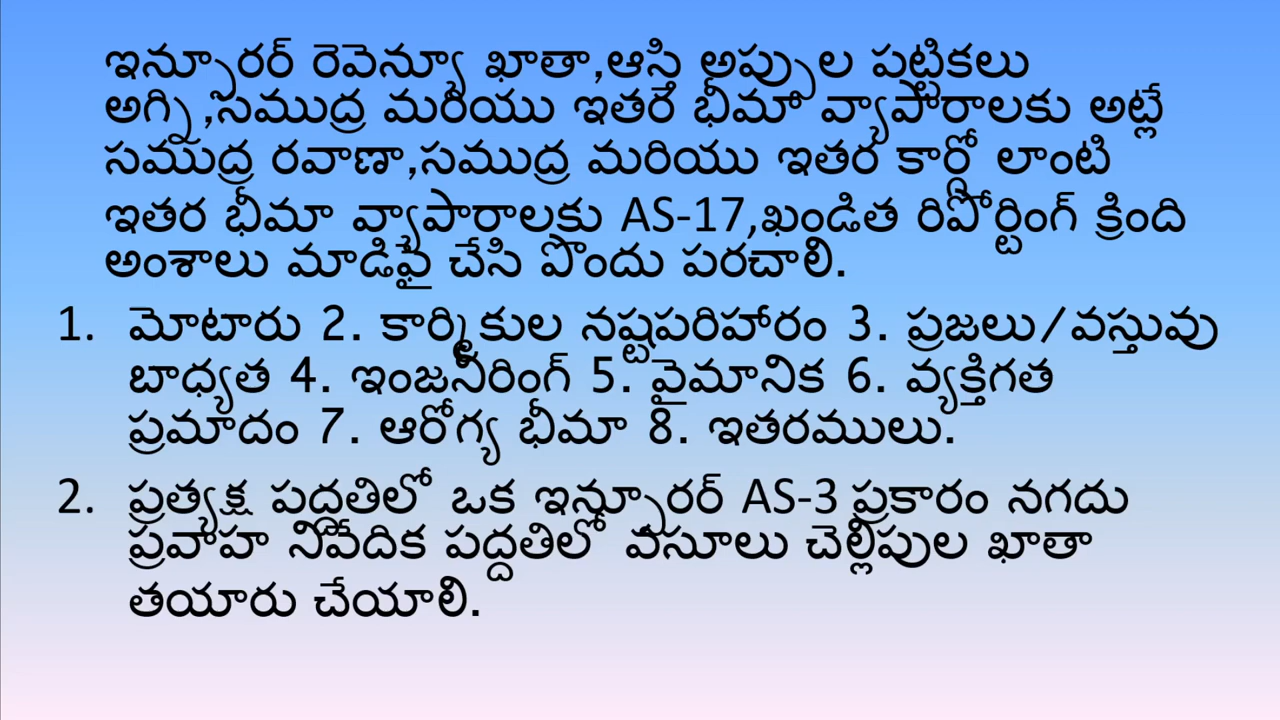 ఇన్సూరర్ రెవెన్యూ ఖాతా,ఆస్తి అప్పుల పట్టికలు
అగ్ని,సముద్ర మరియు ఇతర భీమా వ్యాపారాలకు అట్లే
సముద్ర రవాణా,సముద్ర మరియు ఇతర కార్గో లాంటి
ఇతర భీమా వ్యాపారాలకు AS-17,ఖండిత రిపోర్టింగ్ క్రింది
అంశాలు మాడిఫై చేసి పొందు పరచాలి.
1. మోటారు 2. కార్మికుల నష్టపరిహారం 3. ప్రజలు/వస్తువు
బాధ్యత 4. ఇంజనీరింగ్ 5. వైమానిక 6. వ్యక్తిగత
ప్రమాదం 7. ఆరోగ్య భీమా 8. ఇతరములు.
2. ప్రత్యక్ష పద్దతిలో ఒక ఇన్సూరర్ AS-3 ప్రకారం నగదు
ప్రవాహ నివేదిక పద్దతిలో వసూలు చెల్లిపుల ఖాతా
తయారు చేయాలి.